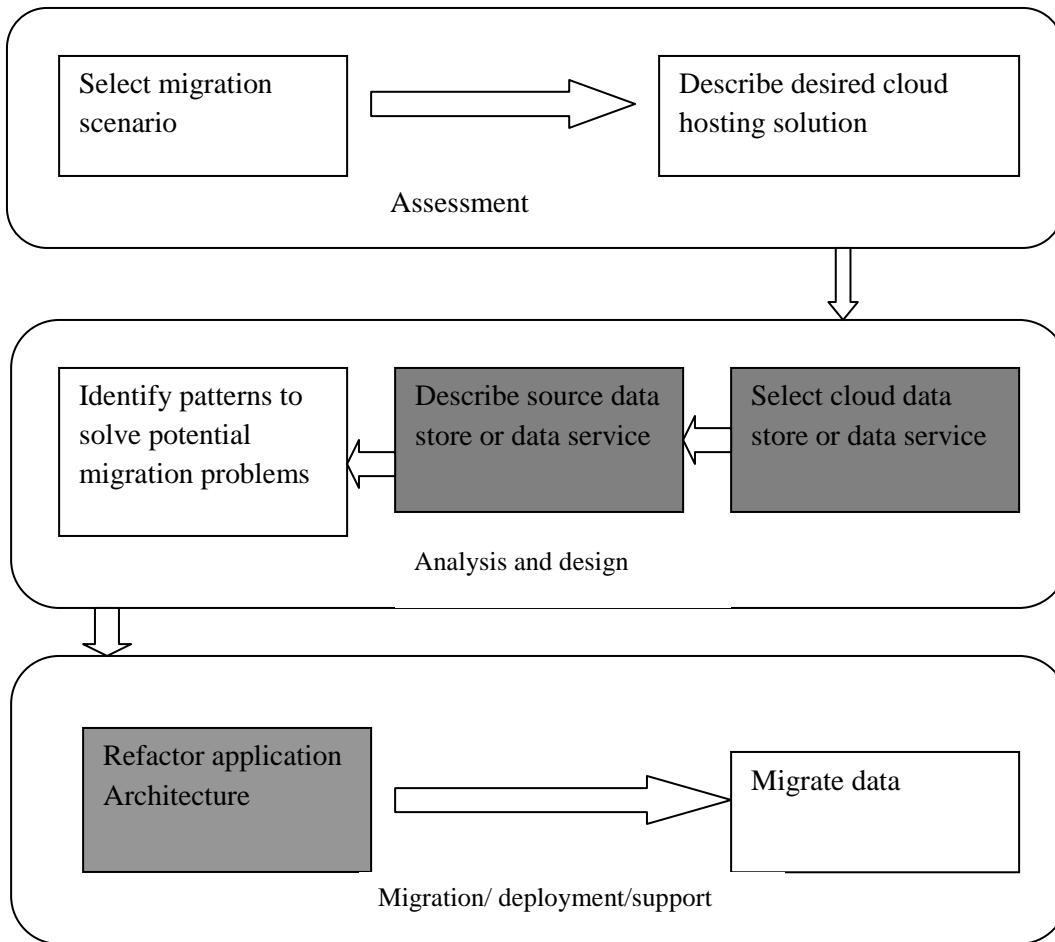 Select migration
scenario
Describe desired cloud
hosting solution
Assessment
Identify patterns to
solve potential
migration problems
Describe source data
store or data service
Select cloud data
store or data service
Analysis and design
Refactor application
Architecture
Migrate data
Migration/ deployment/support